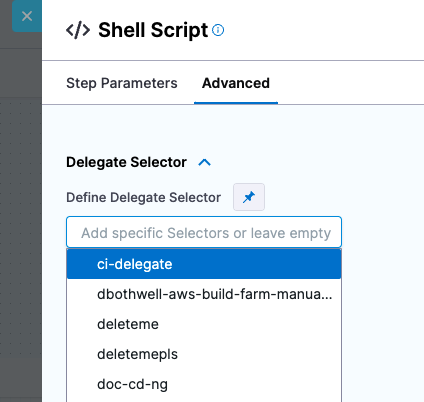 </> Shell Script
Step Parameters Advanced
Delegate Selector
Define Delegate Selector
Add specific Selectors or leave empty
ci-delegate
dbothwell-aws-build-farm-manua...
deleteme
deletemepls
doc-cd-ng